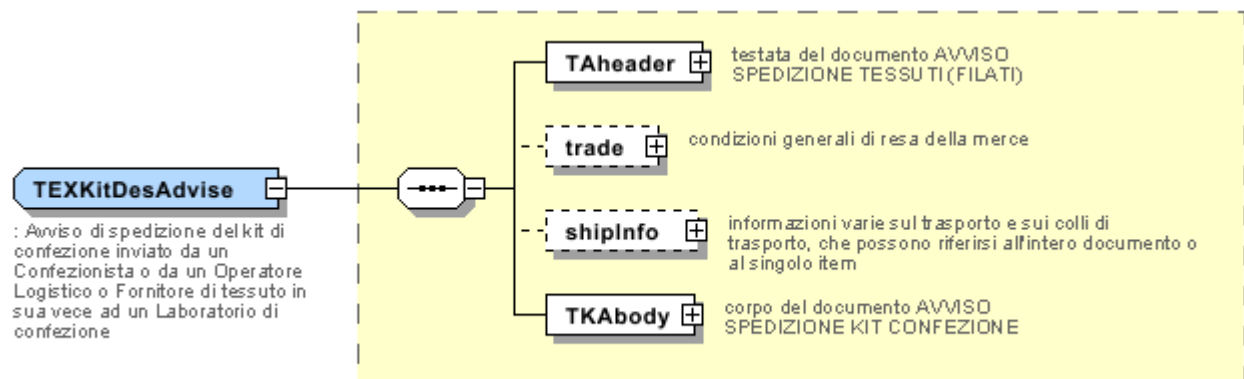 TAheader
testata del documento AVVISO
SPEDIZIONE TESSUTI (FILATI)
trade
condizioni generali di resa della merce
TEXKitDesAdvise
: Avviso di spedizione del kit di
confezione inviato da un
Confezionista o da un Operatore
Logistico o Fornitore di tessuto in
sua vece ad un Laboratorio di
confezione
shipInfo
informazioni varie sul trasporto e sui colli di
trasporto, che possono riferirsi all'intero documento o
al singolo item
TKAbody
corpo del documento AVVISO
SPEDIZIONE KIT CONFEZIONE